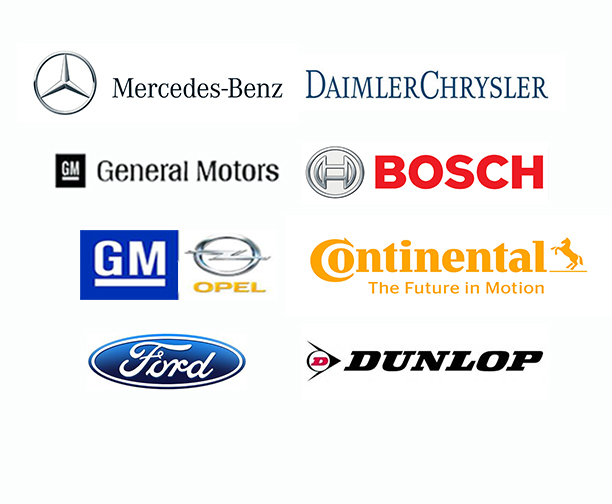 Mercedes-Benz
DAIMLERCHRYSLER
GM General Motors
BOSCH
GM
OPEL
Continental
The Future in Motion
Ford
D DUNLOP